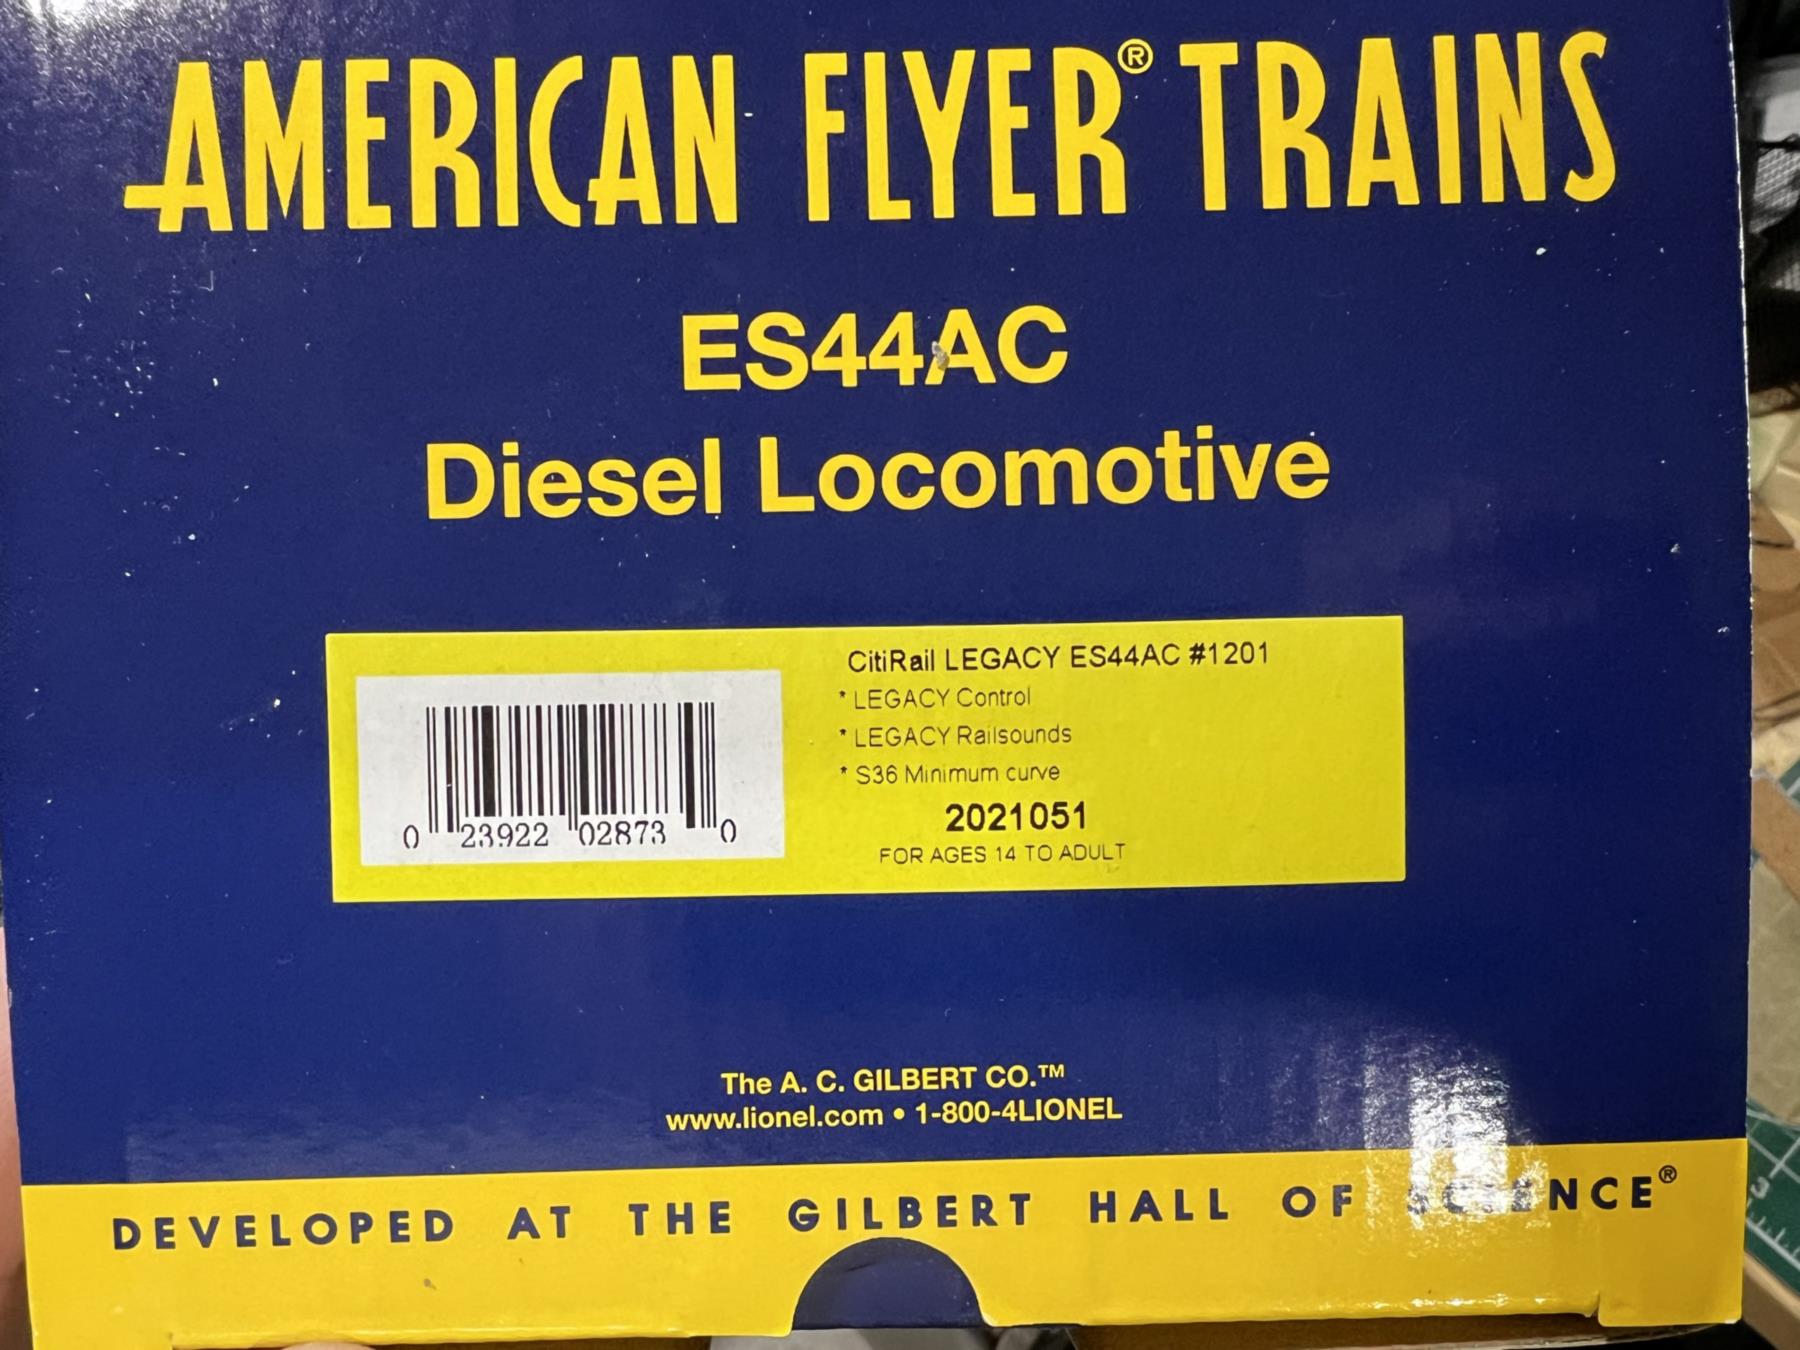 AMERICAN FLYER® TRAINS
ES44AC
Diesel Locomotive
CitiRail LEGACY ES44AC #1201
* LEGACY Control
* LEGACY Railsounds
* S36 Minimum curve
2021051
FOR AGES 14 TO ADULT
0 23922 02873 0
The A. C. GILBERT CO.™
www.lionel.com • 1-800-4LIONEL
DEVELOPED AT THE GILBERT HALL OF SCIENCE®
3